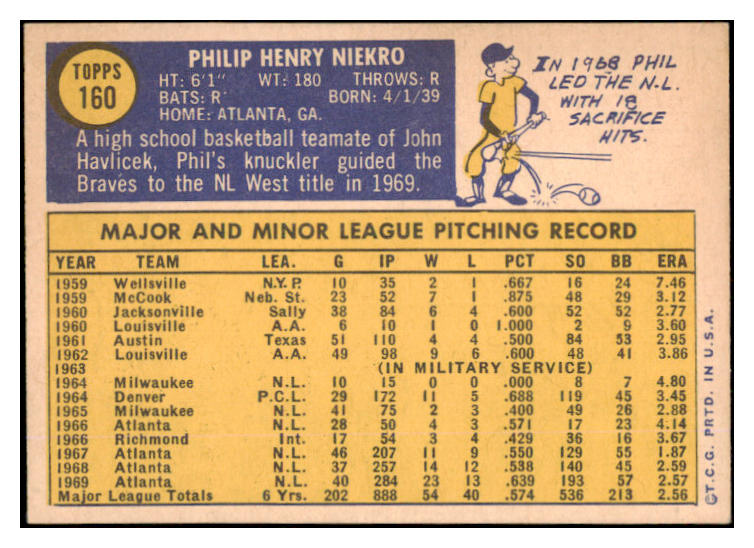 TOPPS
160
PHILIP HENRY NIEKRO
HT: 6'1" WT: 180 THROWS: R
BATS: R BORN: 4/1/39
HOME: ATLANTA, GA.
A high school basketball teamate of John
Havlicek, Phil's knuckler guided the
Braves to the NL West title in 1969.
IN 1968 PHIL
LED THE N.L.
WITH 18
SACRIFICE
HITS.
MAJOR AND MINOR LEAGUE PITCHING RECORD
YEAR TEAM LEA. G IP W L PCT SO BB ERA
1959 Wellsville N.Y.P. 10 35 2 1 .667 16 24 7.46
1959 McCook Neb. St. 23 52 7 1 .875 48 29 3.12
1960 Jacksonville Sally 38 84 6 4 .600 52 52 2.77
1960 Louisville A.A. 6 10 1 0 1.000 2 9 3.60
1961 Austin Texas 51 110 4 4 .500 84 53 2.95
1962 Louisville A.A. 49 98 9 6 .600 48 41 3.86
1963 (IN MILITARY SERVICE)
1964 Milwaukee N.L. 10 15 0 0 .000 8 7 4.80
1964 Denver P.C.L. 29 172 11 5 .688 119 45 3.45
1965 Milwaukee N.L. 41 75 2 3 .400 49 26 2.88
1966 Atlanta N.L. 28 50 4 3 .571 17 23 4.14
1966 Richmond Int. 17 54 3 4 .429 36 16 3.67
1967 Atlanta N.L. 46 207 11 9 .550 129 55 1.87
1968 Atlanta N.L. 37 257 14 12 .538 140 45 2.59
1969 Atlanta N.L. 40 284 23 13 .639 193 57 2.57
Major League Totals 6 Yrs. 202 888 54 40 .574 536 213 2.56
©T.C.G. PRTD. IN U.S.A.